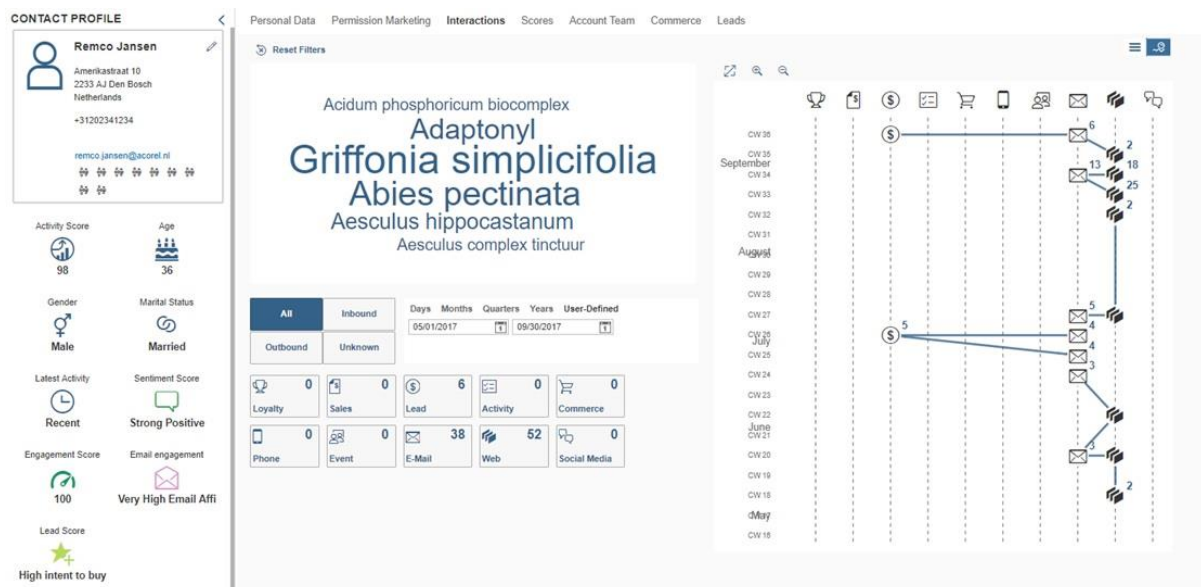 CONTACT PROFILE
Remco Jansen
Amerikastraat 10
2233 AJ Den Bosch
Netherlands
+31202341234
remco.jansen@acorel.nl
Activity Score
98
Age
36
Gender
Male
Marital Status
Married
Latest Activity
Recent
Sentiment Score
Strong Positive
Engagement Score
100
Email engagement
Very High Email Affi
Lead Score
High intent to buy
Personal Data Permission Marketing Interactions Scores Account Team Commerce Leads
Reset Filters
Acidum phosphoricum biocomplex
Adaptonyl
Griffonia simplicifolia
Abies pectinata
Aesculus hippocastanum
Aesculus complex tinctuur
All Inbound
Outbound Unknown
Days Months Quarters Years User-Defined
05/01/2017 09/30/2017
0 Loyalty
0 Sales
6 Lead
0 Activity
0 Commerce
0 Phone
0 Event
38 E-Mail
52 Web
0 Social Media
CW 36 6
CW 35 2
September
CW 34 13 18
CW 33 25
CW 32 2
CW 31
August
CW 29
CW 28
CW 27 5
CW 26 5 4
July
CW 25 4
CW 24 3
CW 23
CW 22
June
CW 21
CW 20 3
CW 19
CW 18 2
May
CW 16